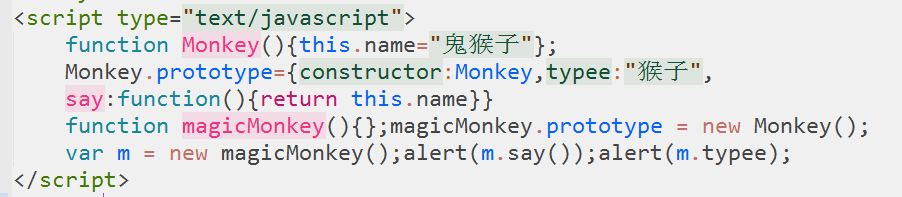 <script type="text/javascript">
function Monkey(){this.name="鬼猴子"};
Monkey.prototype={constructor:Monkey,typee:"猴子",
say:function(){return this.name}}
function magicMonkey(){};magicMonkey.prototype = new Monkey();
var m = new magicMonkey();alert(m.say());alert(m.typee);
</script>